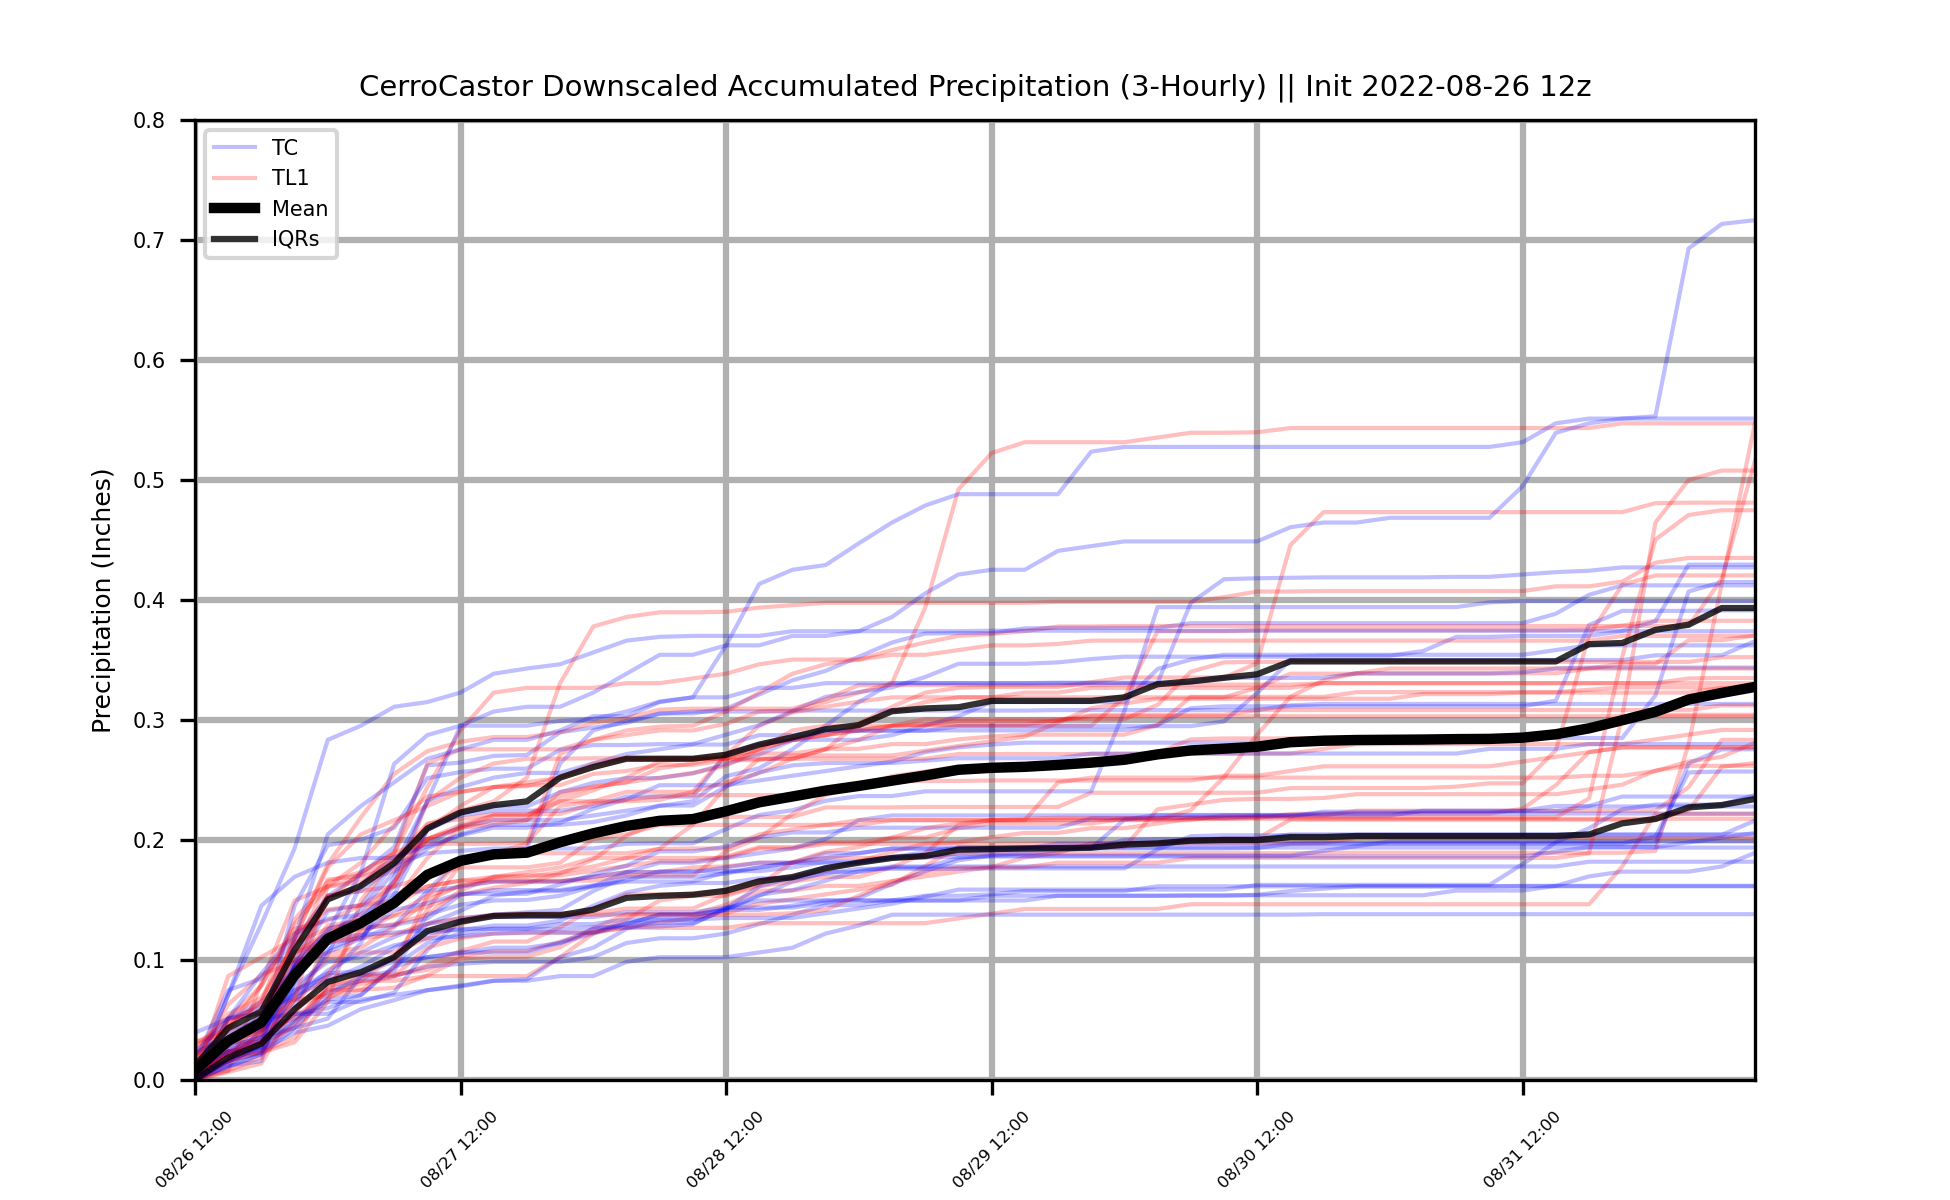 CerroCastor Downscaled Accumulated Precipitation (3-Hourly) || Init 2022-08-26 12z
TC
TL1
Mean
IQRs
Precipitation (Inches)
0.8
0.7
0.6
0.5
0.4
0.3
0.2
0.1
0.0
08/26 12:00
08/27 12:00
08/28 12:00
08/29 12:00
08/30 12:00
08/31 12:00